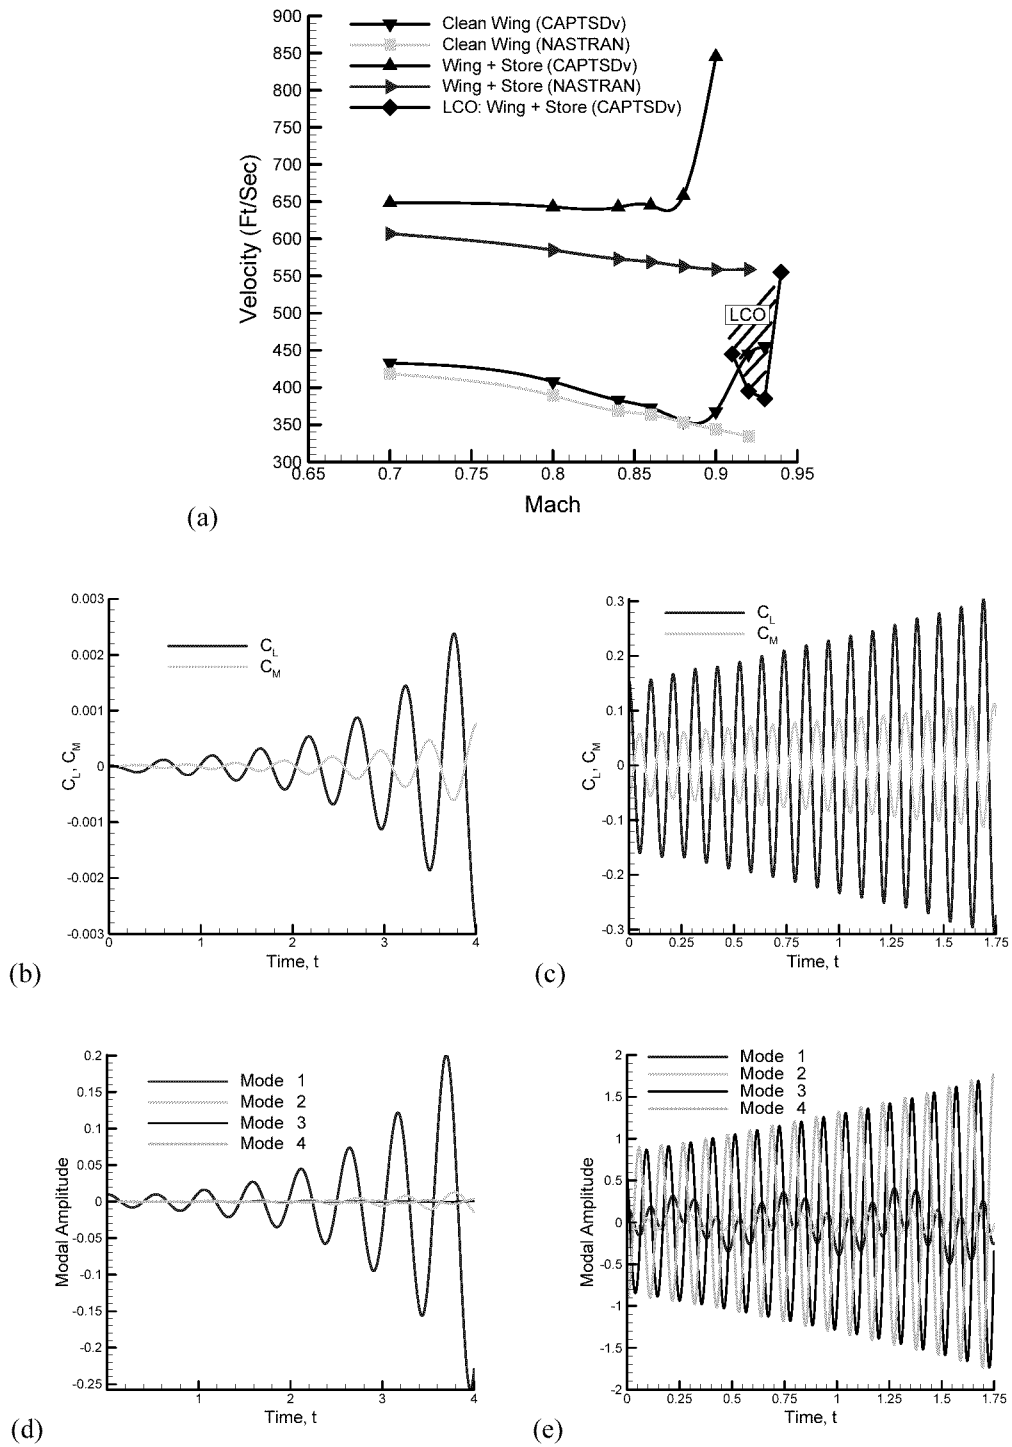 900
850
800
750
700
650
600
550
500
450
400
350
300
Velocity (Ft/Sec)
Clean Wing (CAPTSDv)
Clean Wing (NASTRAN)
Wing + Store (CAPTSDv)
Wing + Store (NASTRAN)
LCO: Wing + Store (CAPTSDv)
LCO
0.65 0.7 0.75 0.8 0.85 0.9 0.95
Mach
(a)
0.003
0.002
0.001
0
-0.001
-0.002
-0.003
C_L, C_M
C_L
C_M
0 1 2 3 4
Time, t
(b)
0.3
0.2
0.1
0
-0.1
-0.2
-0.3
C_L, C_M
C_L
C_M
0 0.25 0.5 0.75 1 1.25 1.5 1.75
Time, t
(c)
0.2
0.15
0.1
0.05
0
-0.05
-0.1
-0.15
-0.2
-0.25
Modal Amplitude
Mode 1
Mode 2
Mode 3
Mode 4
1 2 3 4
Time, t
(d)
2
1.5
1
0.5
0
-0.5
-1
-1.5
-2
Modal Amplitude
Mode 1
Mode 2
Mode 3
Mode 4
0 0.25 0.5 0.75 1 1.25 1.5 1.75
Time, t
(e)